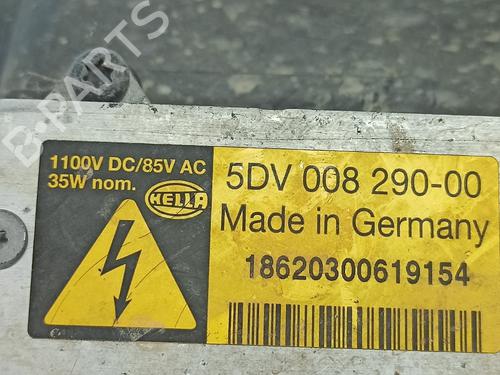 B-PARTS
1100V DC/85V AC
35W nom.
HELLA
5DV 008 290-00
Made in Germany
18620300619154